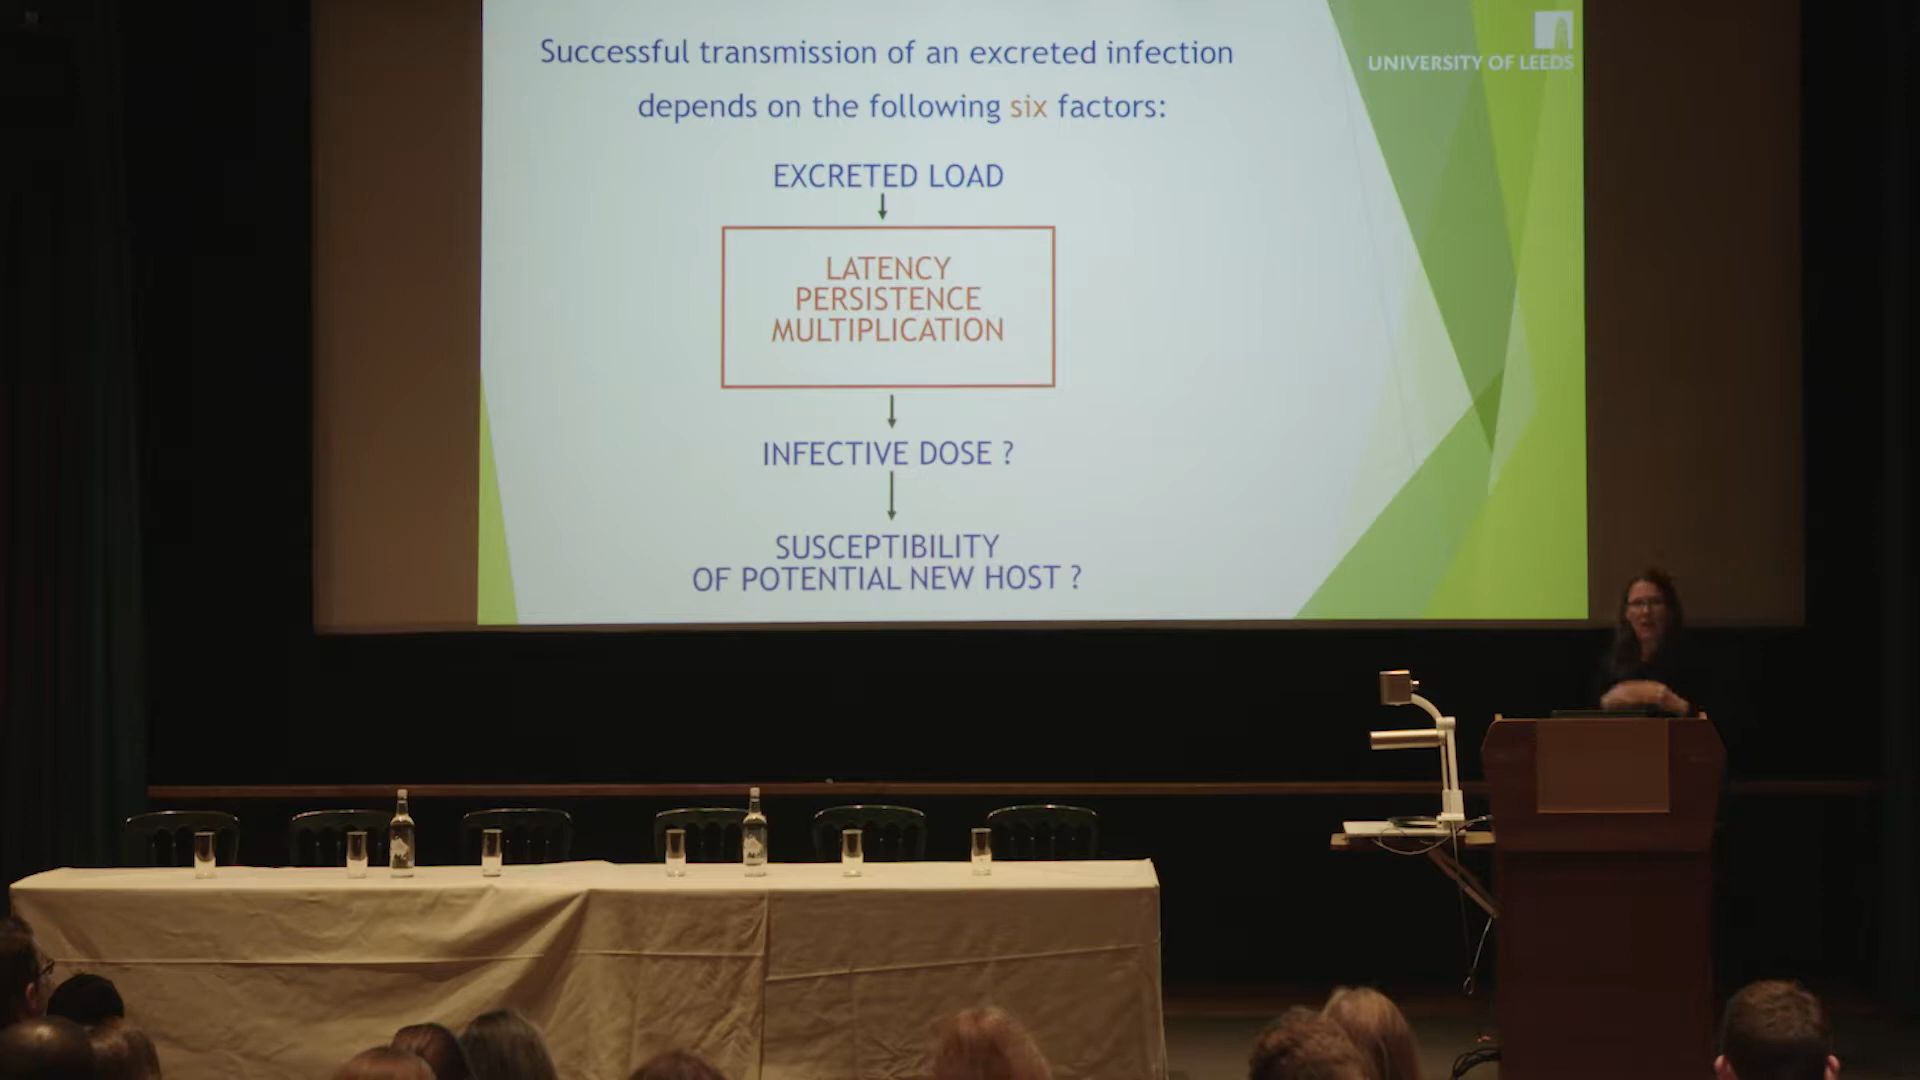 Successful transmission of an excreted infection
depends on the following six factors:
UNIVERSITY OF LEEDS
EXCRETED LOAD
LATENCY
PERSISTENCE
MULTIPLICATION
INFECTIVE DOSE ?
SUSCEPTIBILITY
OF POTENTIAL NEW HOST ?